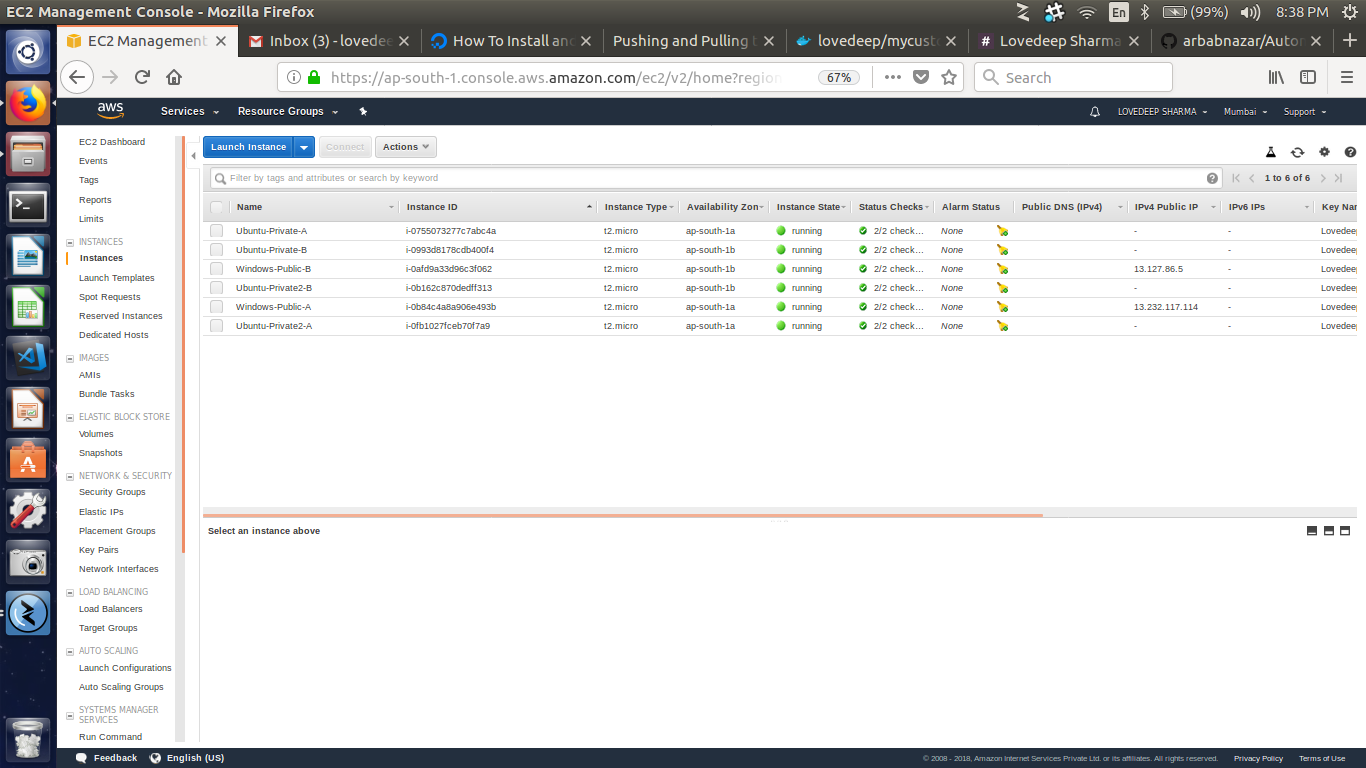 EC2 Management Console - Mozilla Firefox
En (99%) 8:38 PM
EC2 Management
Inbox (3) - lovede
How To Install an
Pushing and Pulling t
lovedeep/mycust
# Lovedeep Sharma
arbabnazar/Auto
https://ap-south-1.console.aws.amazon.com/ec2/v2/home?region
67%
Search
aws Services Resource Groups
LOVEDEEP SHARMA Mumbai Support
EC2 Dashboard
Events
Tags
Reports
Limits
INSTANCES
Instances
Launch Templates
Spot Requests
Reserved Instances
Dedicated Hosts
IMAGES
AMIs
Bundle Tasks
ELASTIC BLOCK STORE
Volumes
Snapshots
NETWORK & SECURITY
Security Groups
Elastic IPs
Placement Groups
Key Pairs
Network Interfaces
LOAD BALANCING
Load Balancers
Target Groups
AUTO SCALING
Launch Configurations
Auto Scaling Groups
SYSTEMS MANAGER
SERVICES
Run Command
Launch Instance Connect Actions
Filter by tags and attributes or search by keyword
1 to 6 of 6
Name Instance ID Instance Type Availability Zon Instance State Status Checks Alarm Status Public DNS (IPv4) IPv4 Public IP IPv6 IPs Key Nar
Ubuntu-Private-A i-0755073277c7abc4a t2.micro ap-south-1a running 2/2 check… None - - Lovedee
Ubuntu-Private-B i-0993d8178cdb400f4 t2.micro ap-south-1b running 2/2 check… None - - Lovedee
Windows-Public-B i-0afd9a33d96c3f062 t2.micro ap-south-1b running 2/2 check… None 13.127.86.5 - Lovedee
Ubuntu-Private2-B i-0b162c870dedff313 t2.micro ap-south-1b running 2/2 check… None - - Lovedee
Windows-Public-A i-0b84c4a8a906e493b t2.micro ap-south-1a running 2/2 check… None 13.232.117.114 - Lovedee
Ubuntu-Private2-A i-0fb1027fceb70f7a9 t2.micro ap-south-1a running 2/2 check… None - - Lovedee
Select an instance above
Feedback English (US)
© 2008 - 2018, Amazon Internet Services Private Ltd. or its affiliates. All rights reserved. Privacy Policy Terms of Use